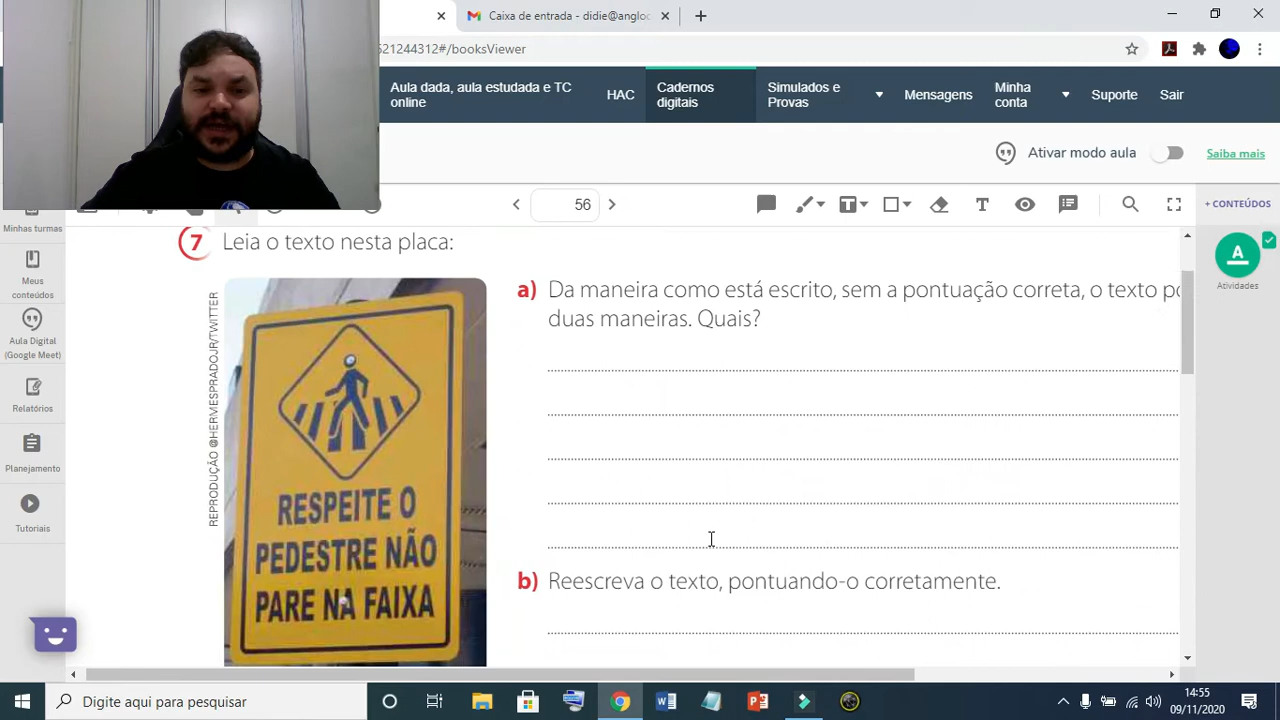 Caixa de entrada - didie@angloc
521244312#/booksViewer
Aula dada, aula estudada e TC
online
HAC
Cadernos
digitais
Simulados e
Provas
Mensagens
Minha
conta
Suporte
Sair
Ativar modo aula
Saiba mais
56
+ CONTEÚDOS
Minhas turmas
Meus
conteúdos
Aula Digital
(Google Meet)
Relatórios
Planejamento
Tutoriais
A
Atividades
7 Leia o texto nesta placa:
REPRODUÇÃO @HERMESPRADOJR/TWITTER
RESPEITE O
PEDESTRE NÃO
PARE NA FAIXA
a) Da maneira como está escrito, sem a pontuação correta, o texto po
duas maneiras. Quais?
b) Reescreva o texto, pontuando-o corretamente.
Digite aqui para pesquisar
14:55
09/11/2020